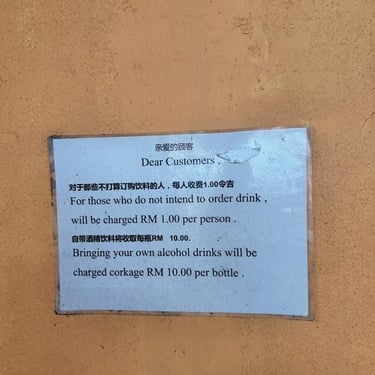 亲爱的顾客
Dear Customers ,
对于那些不打算订购饮料的人，每人收费1.00令吉
For those who do not intend to order drink ,
will be charged RM 1.00 per person .
自带酒精饮料将收取每瓶RM 10.00.
Bringing your own alcohol drinks will be
charged corkage RM 10.00 per bottle .